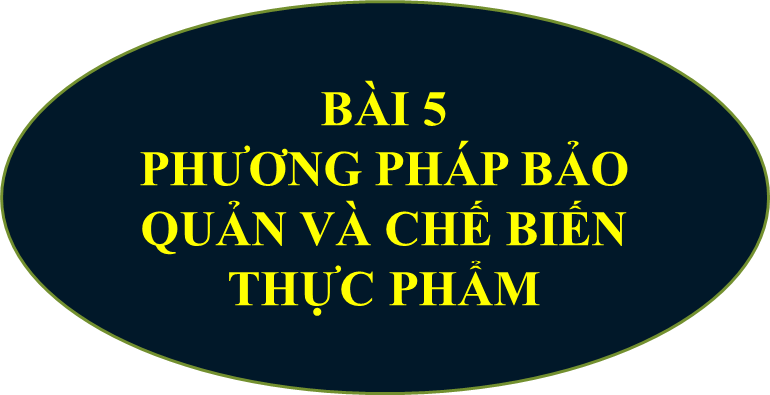 BÀI 5
PHƯƠNG PHÁP BẢO
QUẢN VÀ CHẾ BIẾN
THỰC PHẨM